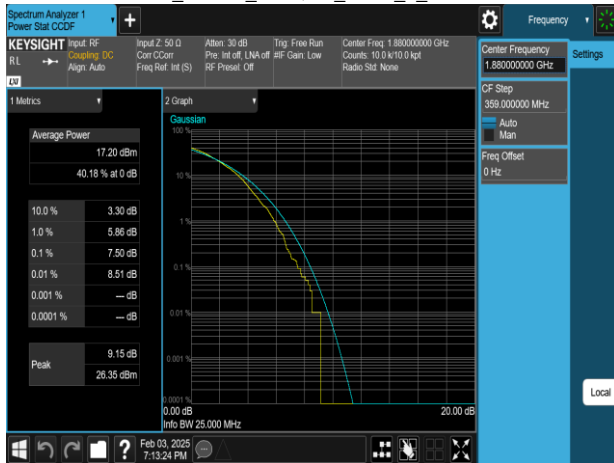 Spectrum Analyzer 1
Power Stat CCDF
Frequency
KEYSIGHT
Input: RF
Input Z: 50 Ω
Atten: 30 dB
Trig: Free Run
Center Freq: 1.880000000 GHz
RL
Coupling: DC
Corr CCorr
Pre: Int off, LNA off
#IF Gain: Low
Counts: 10.0 k/10.0 kpt
Align: Auto
Freq Ref: Int (S)
RF Preset: Off
Radio Std: None
LXI
Center Frequency
1.880000000 GHz
Settings
CF Step
359.000000 MHz
Auto
Man
Freq Offset
0 Hz
Local
1 Metrics
Average Power
17.20 dBm
40.18 % at 0 dB
10.0 % 3.30 dB
1.0 % 5.86 dB
0.1 % 7.50 dB
0.01 % 8.51 dB
0.001 % --- dB
0.0001 % --- dB
Peak
9.15 dB
26.35 dBm
2 Graph
Gaussian
100 %
10 %
1 %
0.1 %
0.01 %
0.001 %
0.0001 %
0.00 dB 20.00 dB
Info BW 25.000 MHz
Feb 03, 2025
7:13:24 PM